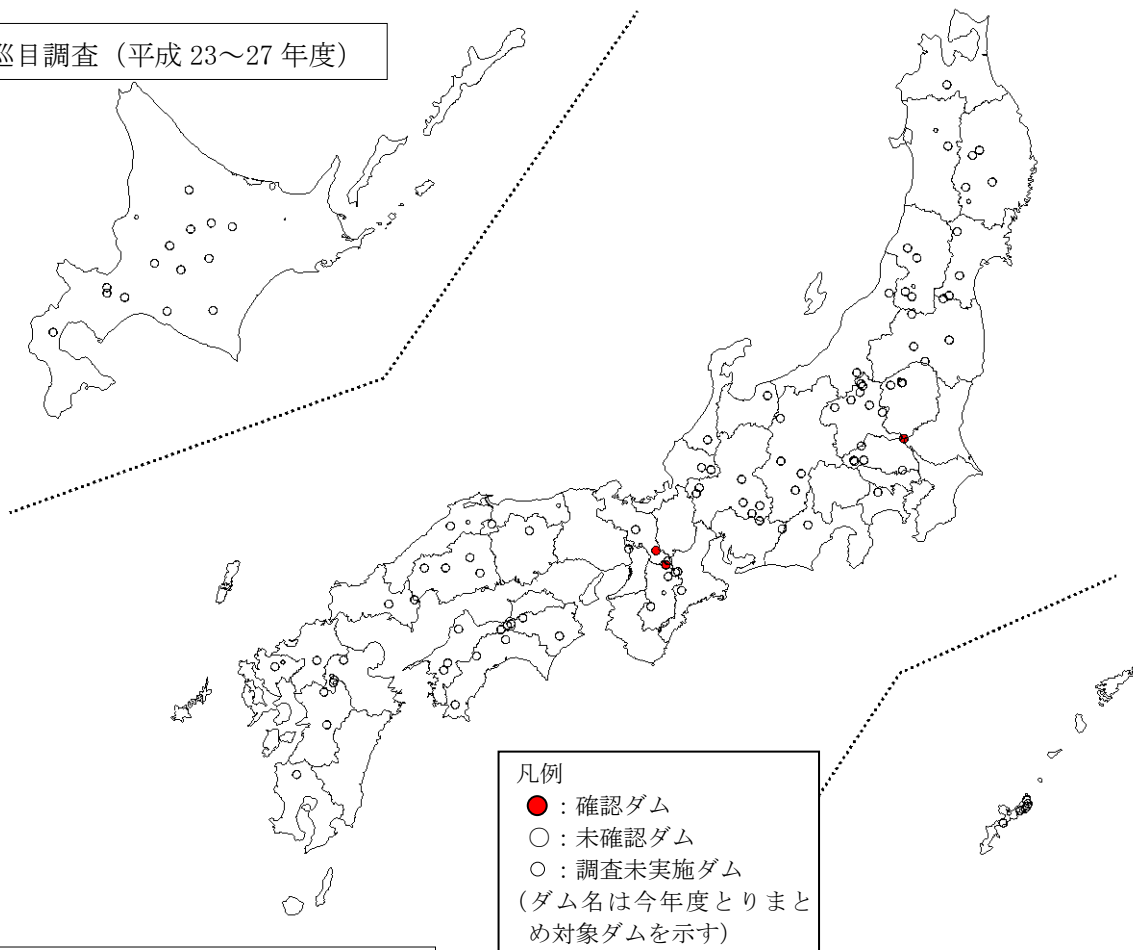 巡目調査（平成 23～27 年度）
凡例
：確認ダム
○：未確認ダム
○：調査未実施ダム
（ダム名は今年度とりまと
め対象ダムを示す）